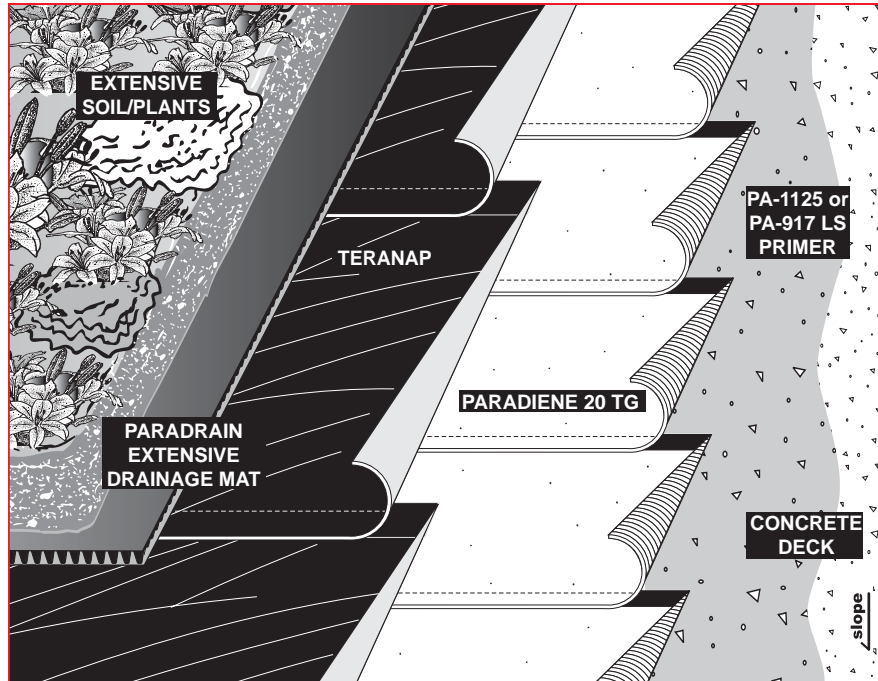 EXTENSIVE
SOIL/PLANTS
PA-1125 or
PA-917 LS
PRIMER
TERANAP
PARADIENE 20 TG
PARADRAIN
EXTENSIVE
DRAINAGE MAT
CONCRETE
DECK
slope